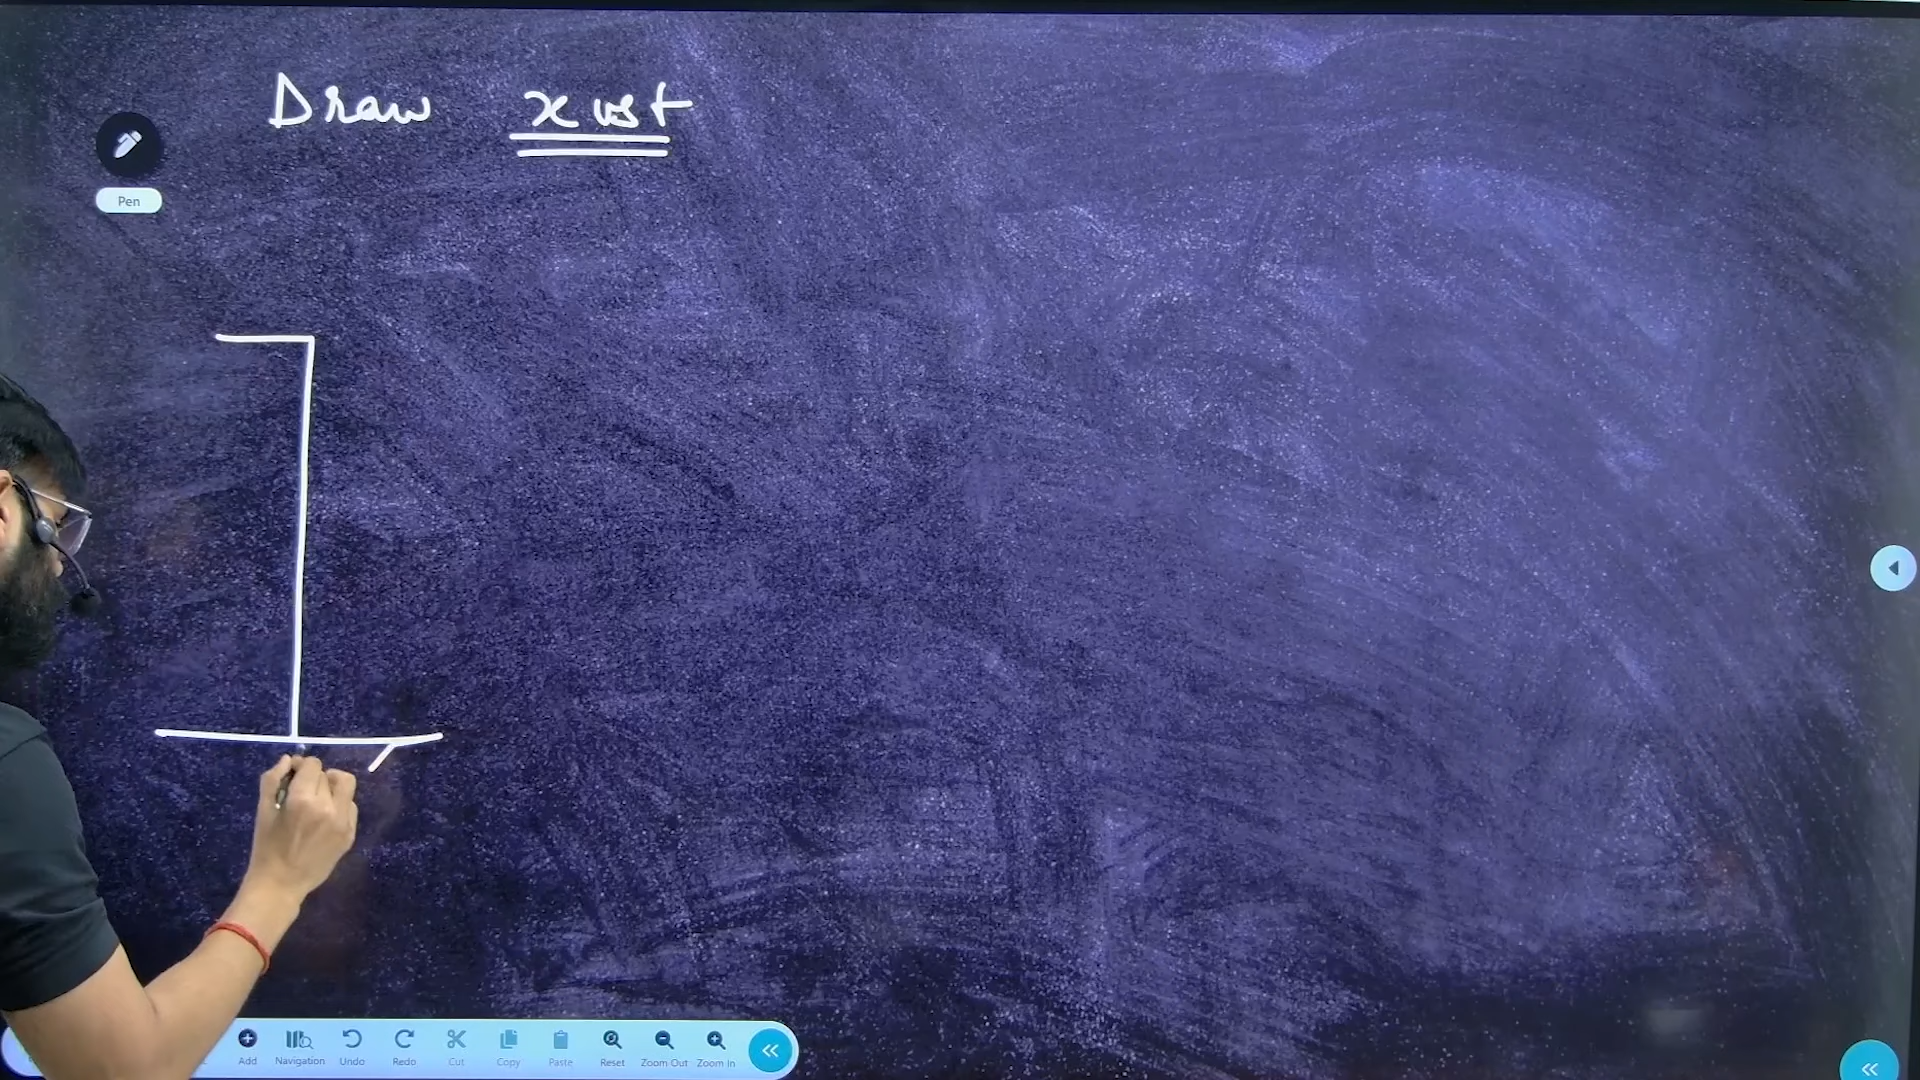 Draw x vs t
Pen
Add Navigation Undo Redo Cut Copy Paste Reset Zoom Out Zoom In